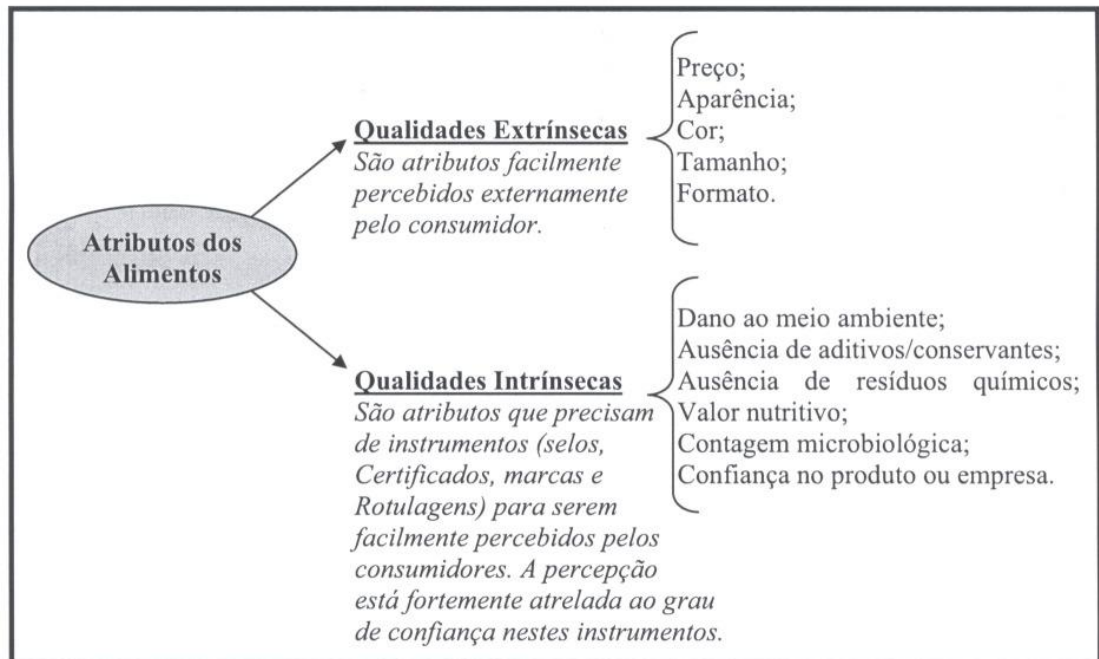 Atributos dos
Alimentos
Qualidades Extrínsecas
São atributos facilmente
percebidos externamente
pelo consumidor.
Preço;
Aparência;
Cor;
Tamanho;
Formato.
Qualidades Intrínsecas
São atributos que precisam
de instrumentos (selos,
Certificados, marcas e
Rotulagens) para serem
facilmente percebidos pelos
consumidores. A percepção
está fortemente atrelada ao grau
de confiança nestes instrumentos.
Dano ao meio ambiente;
Ausência de aditivos/conservantes;
Ausência de resíduos químicos;
Valor nutritivo;
Contagem microbiológica;
Confiança no produto ou empresa.